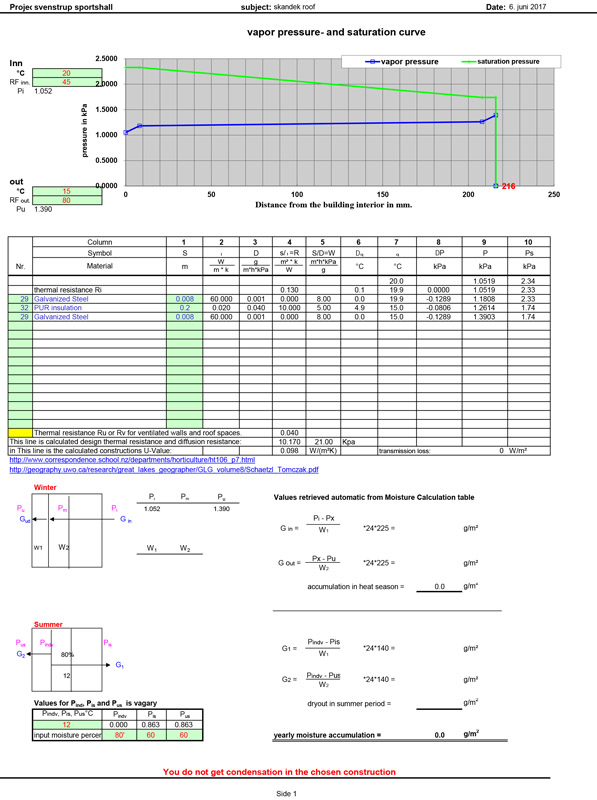 Projec svenstrup sportshall subject: skandek roof Date: 6. juni 2017
vapor pressure- and saturation curve
Inn
°C 20
RF inn. 45
Pi 1.052
out
°C 15
RF out. 80
Pu 1.390
pressure in kPa
2.5000
2.0000
1.5000
1.0000
0.5000
0.0000
vapor pressure saturation pressure
216
0 50 100 150 200 250
Distance from the building interior in mm.
Column 1 2 3 4 5 6 7 8 9 10
Symbol S D s/ =R S/D=W DP P Ps
Nr. Material m W/m * k g/m*h*kPa m² * k/W m*h*kPa/g °C °C kPa kPa kPa
20.0 1.0519 2.34
thermal resistance Ri 0.130 0.1 19.9 0.0000 1.0519 2.33
29 Galvanized Steel 0.008 60.000 0.001 0.000 8.00 0.0 19.9 -0.1289 1.1808 2.33
32 PUR insulation 0.2 0.020 0.040 10.000 5.00 4.9 15.0 -0.0806 1.2614 1.74
29 Galvanized Steel 0.008 60.000 0.001 0.000 8.00 0.0 15.0 -0.1289 1.3903 1.74
Thermal resistance Ru or Rv for ventilated walls and roof spaces. 0.040
This line is calculated design thermal resistance and diffusion resistance: 10.170 21.00 Kpa
in This line is the calculated constructions U-Value: 0.098 W/(m²K) transmission loss: 0 W/m²
http://www.correspondence.school.nz/departments/horticulture/ht106_p7.html
http://geography.uwo.ca/research/great_lakes_geographer/GLG_volume8/Schaetzl_Tomczak.pdf
Winter
Pu Pm Pi
Gud G in
W1 W2
Pi Pm Pu
1.052 1.390
W1 W2
Values retrieved automatic from Moisture Calculation table
G in = Pi - Px / W1 *24*225 = g/m²
G out = Px - Pu / W2 *24*225 = g/m²
accumulation in heat season = 0.0 g/m²
Summer
Pus Pindv Pis
G2 80% G1
12
G1 = Pindv - Pis / W1 *24*140 = g/m²
G2 = Pindv - Pus / W2 *24*140 = g/m²
dryout in summer period = g/m²
Values for Pindv, Pis and Pus is vagary
Pindv, Pis, Pus°C Pindv Pis Pus
12 0.000 0.863 0.863
input moisture percer 80' 60 60
yearly moisture accumulation = 0.0 g/m²
You do not get condensation in the chosen construction
Side 1